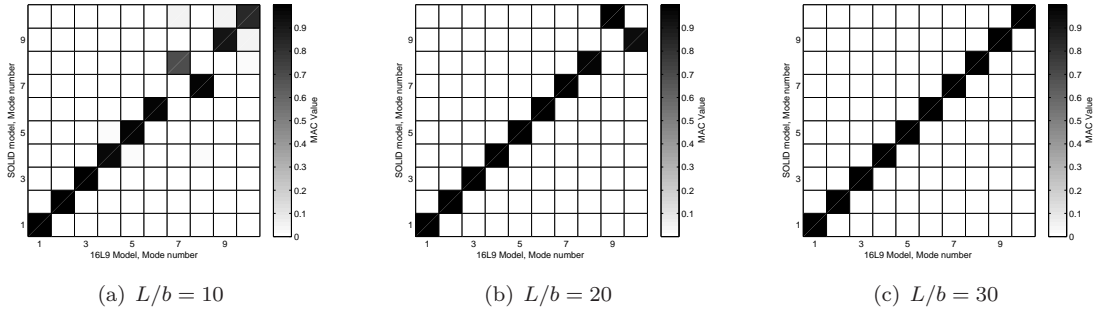 9
7
5
3
1
SOLID model, Mode number
1 3 5 7 9
16L9 Model, Mode number
0.9
0.8
0.7
0.6
0.5
0.4
0.3
0.2
0.1
0
MAC Value
(a) L/b = 10
9
7
5
3
1
SOLID model, Mode number
1 3 5 7 9
16L9 Model, Mode number
0.9
0.8
0.7
0.6
0.5
0.4
0.3
0.2
0.1
MAC Value
(b) L/b = 20
9
7
5
3
1
SOLID model, Mode number
1 3 5 7 9
16L9 Model, Mode number
0.9
0.8
0.7
0.6
0.5
0.4
0.3
0.2
0.1
0
MAC Value
(c) L/b = 30